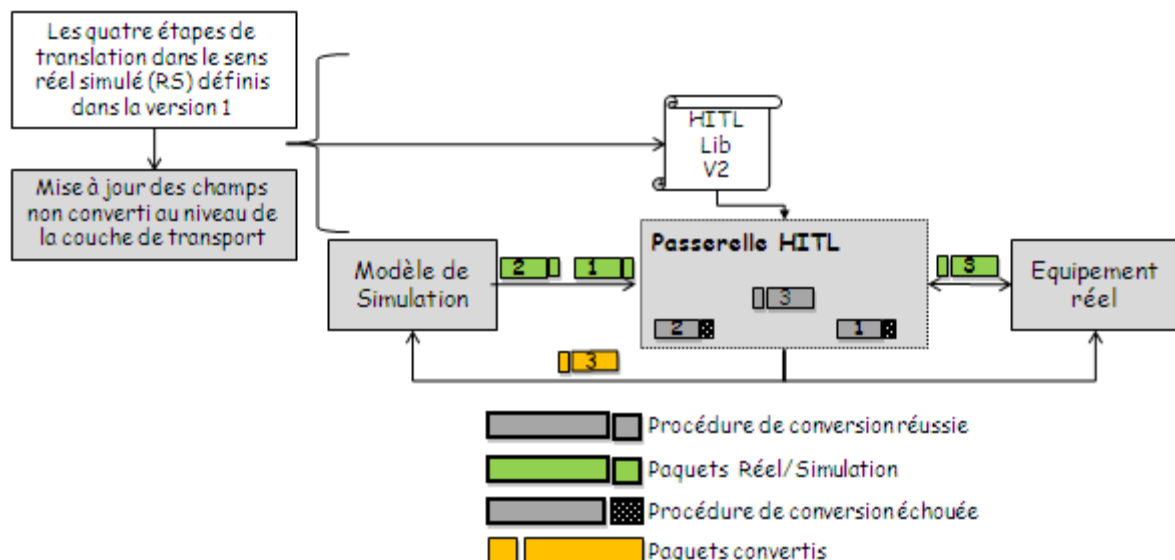 Les quatre étapes de
translation dans le sens
réel simulé (RS) définis
dans la version 1
Mise à jour des champs
non converti au niveau de
la couche de transport
HITL
Lib
V2
Passerelle HITL
Modèle de
Simulation
2
1
3
2
1
3
Equipement
réel
3
Procédure de conversion réussie
Paquets Réel/Simulation
Procédure de conversion échouée
Paquets convertis